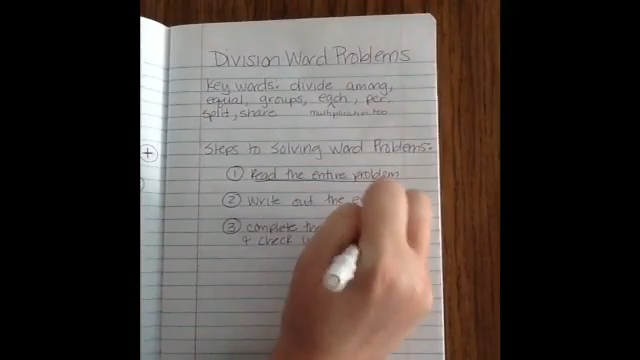 Division Word Problems
Key words: divide among,
equal, groups, each, per,
split, share
multiplication too
Steps to Solving Word Problems:
① Read the entire problem
② Write out the
③ complete the
+ check
+